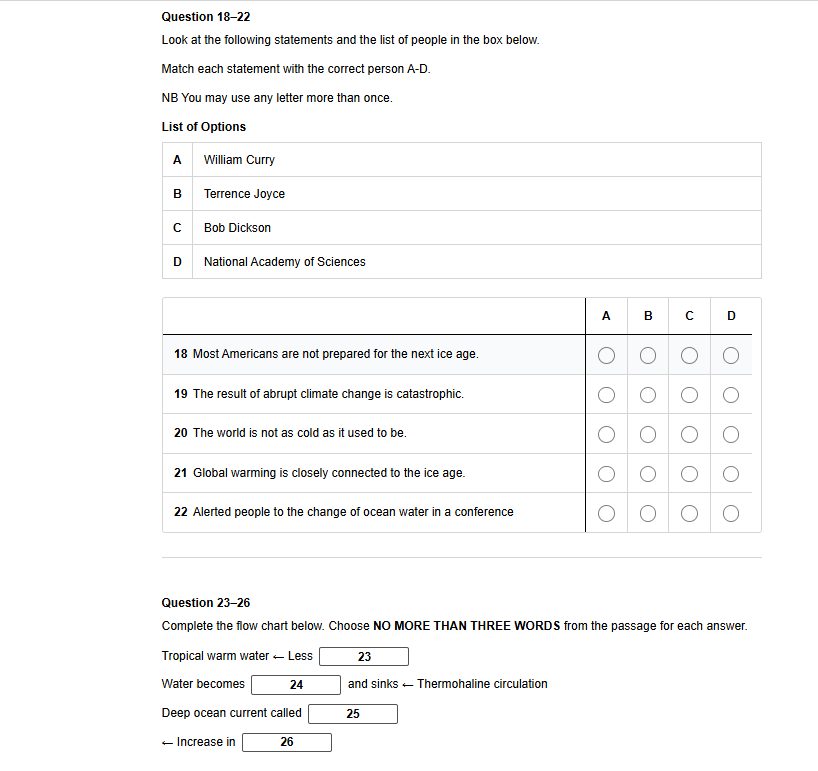 Question 18–22
Look at the following statements and the list of people in the box below.
Match each statement with the correct person A-D.
NB You may use any letter more than once.
List of Options
A William Curry
B Terrence Joyce
C Bob Dickson
D National Academy of Sciences
A B C D
18 Most Americans are not prepared for the next ice age.
19 The result of abrupt climate change is catastrophic.
20 The world is not as cold as it used to be.
21 Global warming is closely connected to the ice age.
22 Alerted people to the change of ocean water in a conference
Question 23–26
Complete the flow chart below. Choose NO MORE THAN THREE WORDS from the passage for each answer.
Tropical warm water ← Less 23
Water becomes 24 and sinks ← Thermohaline circulation
Deep ocean current called 25
← Increase in 26